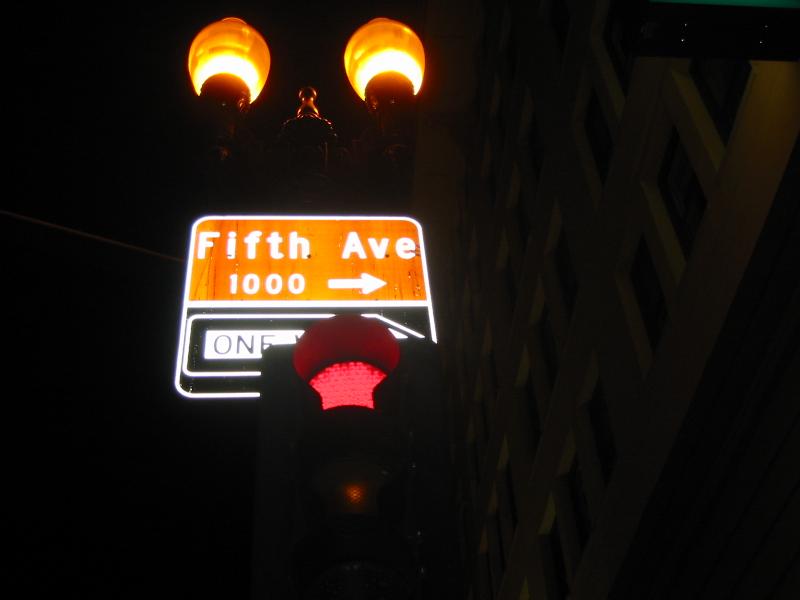 Fifth Ave
1000 →
ONE